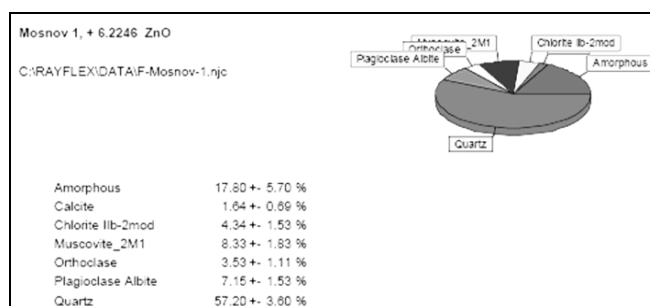 Mosnov 1, + 6.2246 ZnO
C:\RAYFLEX\DATA\F-Mosnov-1.njc
Muscovite_2M1
Orthoclase
Pagioclase Albite
Chlorite IIb-2mod
Amorphous
Quartz
Amorphous 17.80 +- 5.70 %
Calcite 1.64 +- 0.69 %
Chlorite IIb-2mod 4.34 +- 1.53 %
Muscovite_2M1 8.33 +- 1.83 %
Orthoclase 3.53 +- 1.11 %
Plagioclase Albite 7.15 +- 1.53 %
Quartz 57.20 +- 3.60 %